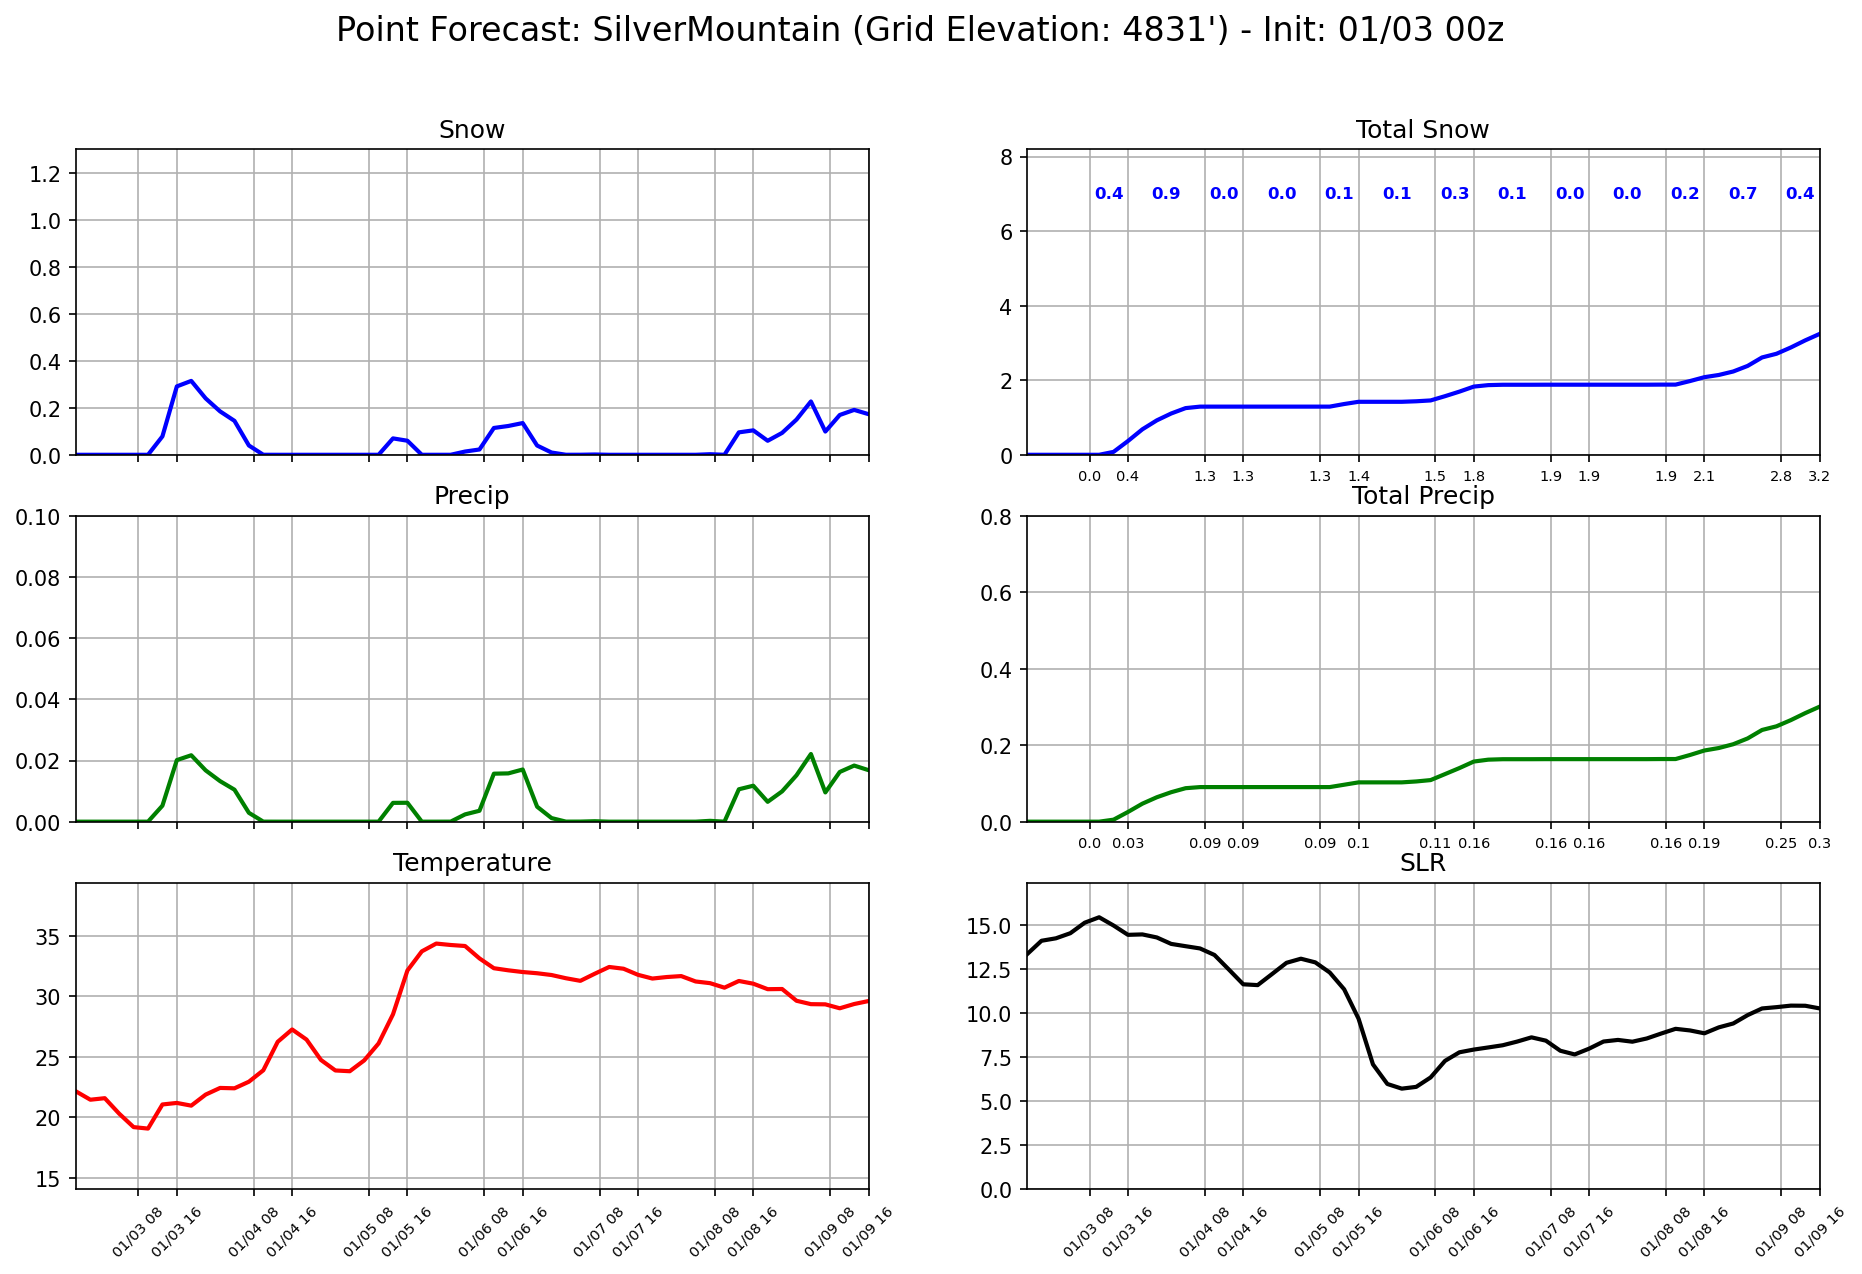 Point Forecast: SilverMountain (Grid Elevation: 4831') - Init: 01/03 00z
Snow
1.2
1.0
0.8
0.6
0.4
0.2
0.0
Total Snow
8
6
4
2
0
0.4 0.9 0.0 0.0 0.1 0.1 0.3 0.1 0.0 0.0 0.2 0.7 0.4
0.0 0.4 1.3 1.3 1.3 1.4 1.5 1.8 1.9 1.9 1.9 2.1 2.8 3.2
Precip
0.10
0.08
0.06
0.04
0.02
0.00
Total Precip
0.8
0.6
0.4
0.2
0.0
0.0 0.03 0.09 0.09 0.09 0.1 0.11 0.16 0.16 0.16 0.16 0.19 0.25 0.3
Temperature
35
30
25
20
15
01/03 08 01/03 16 01/04 08 01/04 16 01/05 08 01/05 16 01/06 08 01/06 16 01/07 08 01/07 16 01/08 08 01/08 16 01/09 08 01/09 16
SLR
15.0
12.5
10.0
7.5
5.0
2.5
0.0
01/03 08 01/03 16 01/04 08 01/04 16 01/05 08 01/05 16 01/06 08 01/06 16 01/07 08 01/07 16 01/08 08 01/08 16 01/09 08 01/09 16